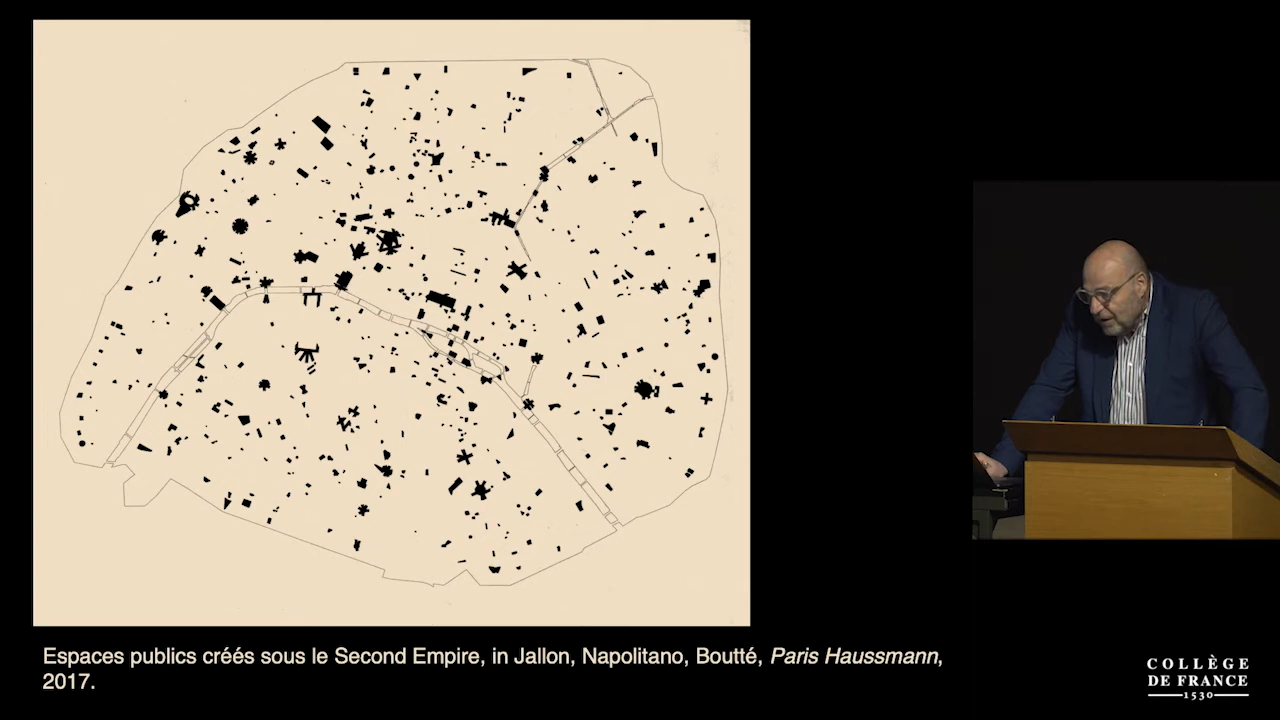 Espaces publics créés sous le Second Empire, in Jallon, Napolitano, Boutté, Paris Haussmann,
2017.
COLLÈGE
DE FRANCE
1530